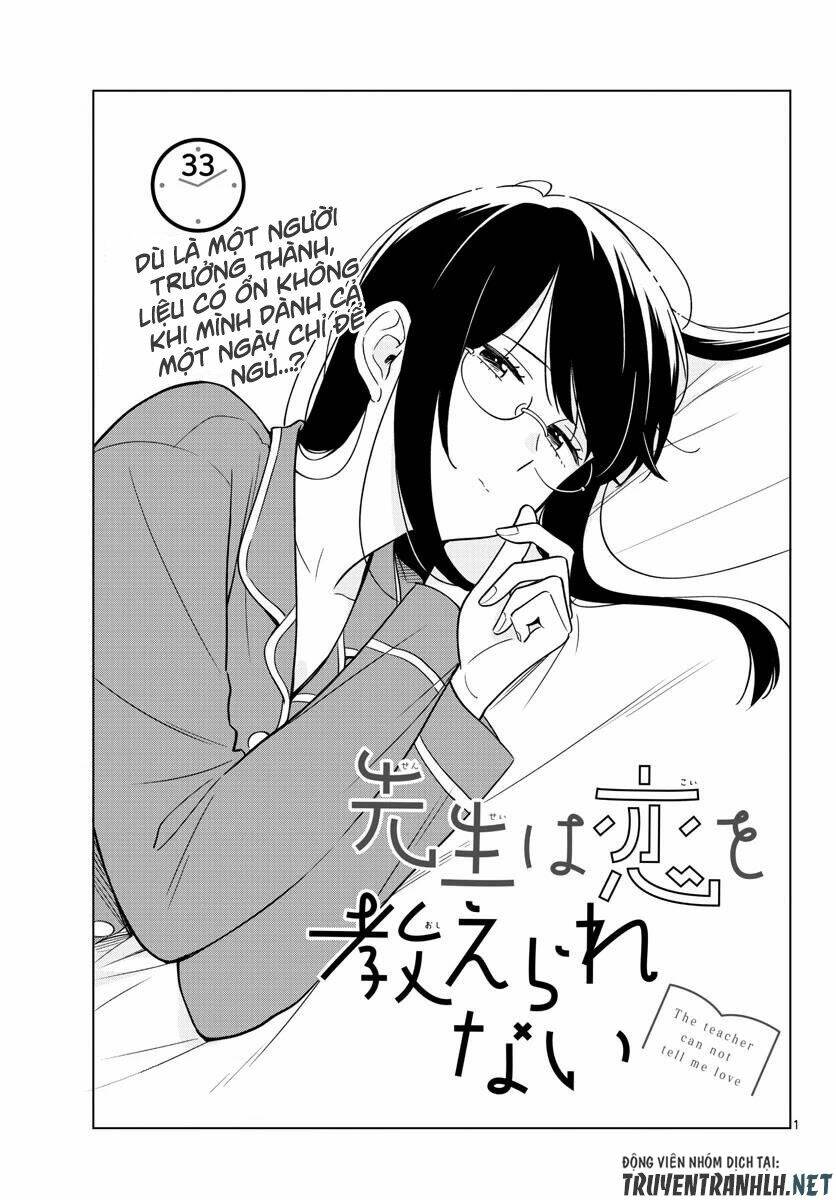 33
DÙ LÀ MỘT NGƯỜI
TRƯỞNG THÀNH,
LIỆU CÓ ỔN KHÔNG
KHI MÌNH DÀNH CẢ
MỘT NGÀY CHỈ ĐỂ
NGỦ..?
先生は恋を
せん
せい
こい
教えられ
おし
ない
The teacher
can not
tell me love
1
ĐỘNG VIÊN NHÓM DỊCH TẠI:
TRUYENTRANHLH.NET